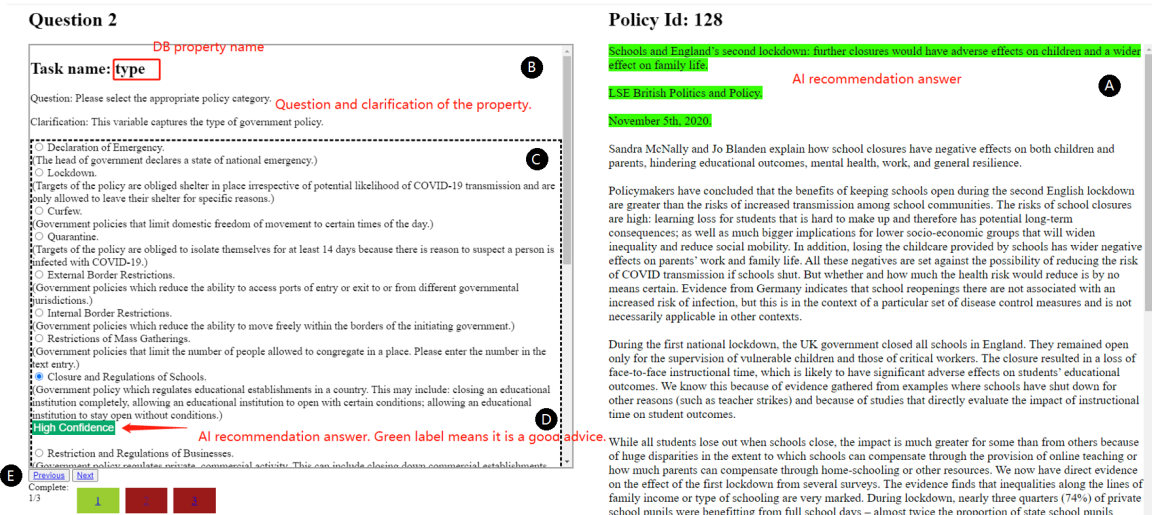 Question 2
DB property name
Task name: type
B
Question: Please select the appropriate policy category.
Question and clarification of the property.
Clarification: This variable captures the type of government policy.
Declaration of Emergency.
C
(The head of government declares a state of national emergency.)
Lockdown.
(Targets of the policy are obliged shelter in place irrespective of potential likelihood of COVID-19 transmission and are
only allowed to leave their shelter for specific reasons.)
Curfew.
(Government policies that limit domestic freedom of movement to certain times of the day.)
Quarantine.
(Targets of the policy are obliged to isolate themselves for at least 14 days because there is reason to suspect a person is
infected with COVID-19.)
External Border Restrictions.
(Government policies which reduce the ability to access ports of entry or exit to or from different governmental
jurisdictions.)
Internal Border Restrictions.
(Government policies which reduce the ability to move freely within the borders of the initiating government.)
Restrictions of Mass Gatherings.
(Government policies that limit the number of people allowed to congregate in a place. Please enter the number in the
text entry.)
Closure and Regulations of Schools.
(Government policy which regulates educational establishments in a country. This may include: closing an educational
institution completely, allowing an educational institution to open with certain conditions; allowing an educational
institution to stay open without conditions.)
D
High Confidence
AI recommendation answer. Green label means it is a good advice.
Restriction and Regulations of Businesses.
(Government policy regulates private commercial activity. This can include closing down commercial establishments
E
Previous Next
Complete:
1/3
1 2 3
Policy Id: 128
Schools and England's second lockdown: further closures would have adverse effects on children and a wider
effect on family life.
AI recommendation answer
A
LSE British Politics and Policy.
November 5th, 2020.
Sandra McNally and Jo Blanden explain how school closures have negative effects on both children and
parents, hindering educational outcomes, mental health, work, and general resilience.
Policymakers have concluded that the benefits of keeping schools open during the second English lockdown
are greater than the risks of increased transmission among school communities. The risks of school closures
are high: learning loss for students that is hard to make up and therefore has potential long-term
consequences; as well as much bigger implications for lower socio-economic groups that will widen
inequality and reduce social mobility. In addition, losing the childcare provided by schools has wider negative
effects on parents' work and family life. All these negatives are set against the possibility of reducing the risk
of COVID transmission if schools shut. But whether and how much the health risk would reduce is by no
means certain. Evidence from Germany indicates that school reopenings there are not associated with an
increased risk of infection, but this is in the context of a particular set of disease control measures and is not
necessarily applicable in other contexts.
During the first national lockdown, the UK government closed all schools in England. They remained open
only for the supervision of vulnerable children and those of critical workers. The closure resulted in a loss of
face-to-face instructional time, which is likely to have significant adverse effects on students' educational
outcomes. We know this because of evidence gathered from examples where schools have shut down for
other reasons (such as teacher strikes) and because of studies that directly evaluate the impact of instructional
time on student outcomes.
While all students lose out when schools close, the impact is much greater for some than from others because
of huge disparities in the extent to which schools can compensate through the provision of online teaching or
how much parents can compensate through home-schooling or other resources. We now have direct evidence
on the effect of the first lockdown from several surveys. The evidence finds that inequalities along the lines of
family income or type of schooling are very marked. During lockdown, nearly three quarters (74%) of private
school pupils were benefitting from full school days – almost twice the proportion of state school pupils